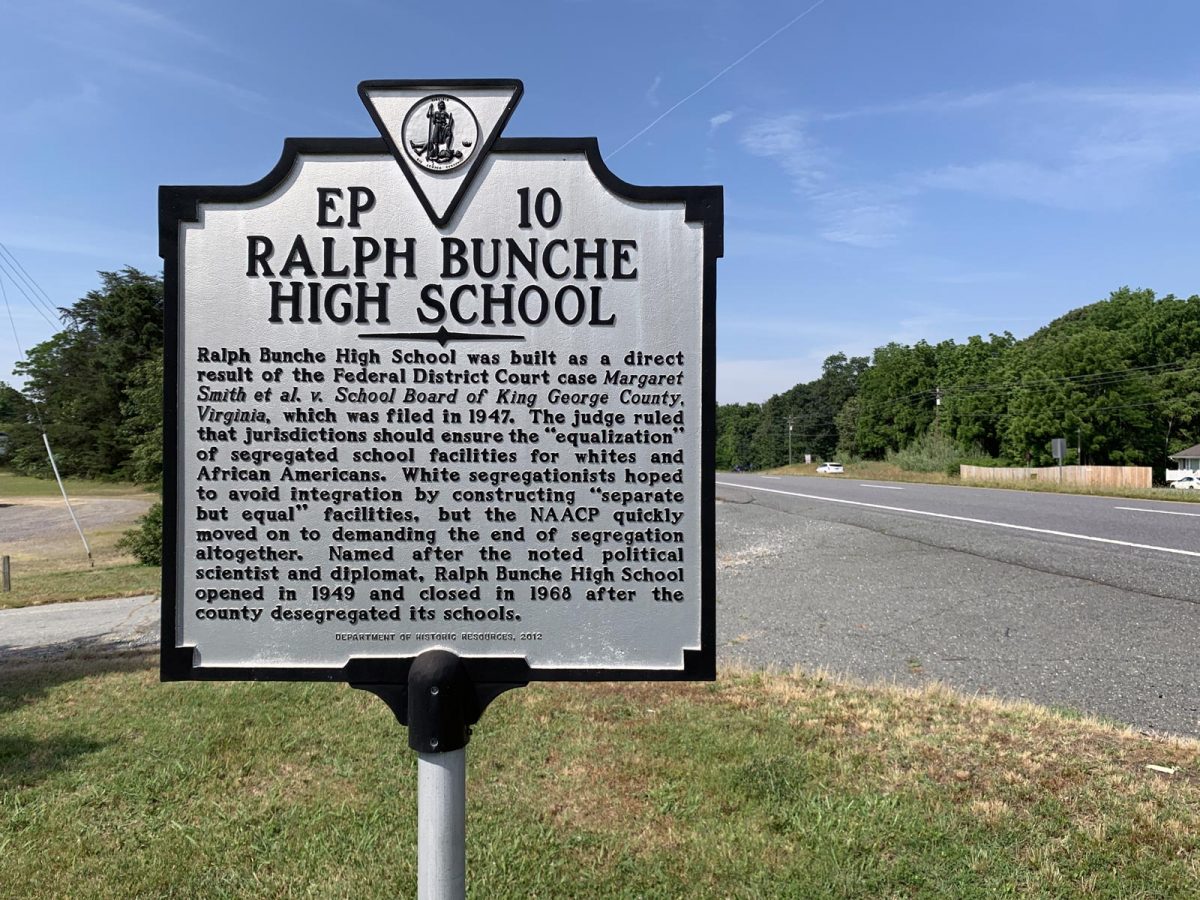 EP 10
RALPH BUNCHE
HIGH SCHOOL
Ralph Bunche High School was built as a direct
result of the Federal District Court case Margaret
Smith et al. v. School Board of King George County,
Virginia, which was filed in 1947. The judge ruled
that jurisdictions should ensure the "equalization"
of segregated school facilities for whites and
African Americans. White segregationists hoped
to avoid integration by constructing "separate
but equal" facilities, but the NAACP quickly
moved on to demanding the end of segregation
altogether. Named after the noted political
scientist and diplomat, Ralph Bunche High School
opened in 1949 and closed in 1968 after the
county desegregated its schools.
DEPARTMENT OF HISTORIC RESOURCES, 2012